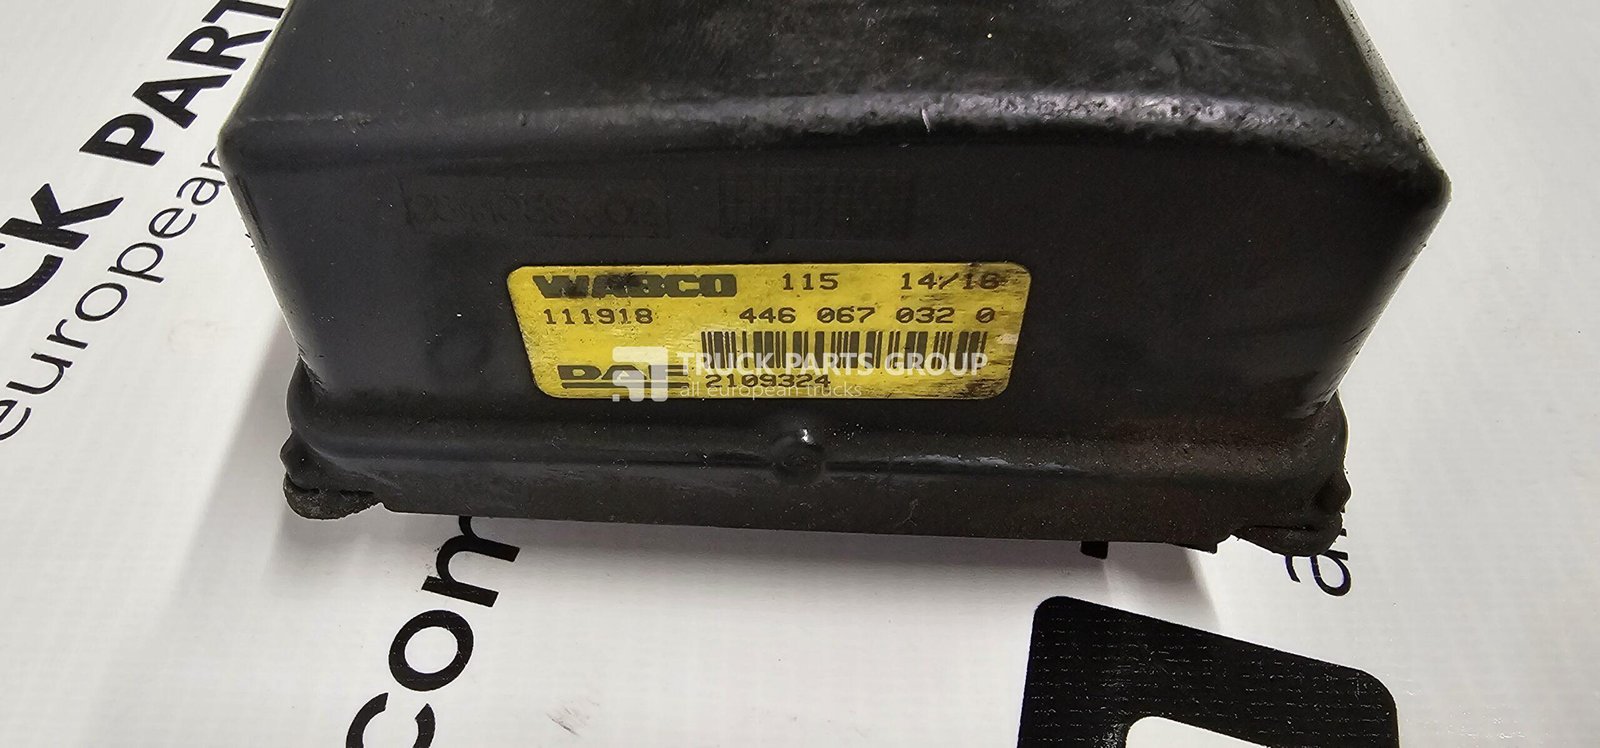 CK PART
european
WABCO 115 14/16
111918 446 067 032 0
DAF 2109324
TRUCK PARTS GROUP
all european trucks
com